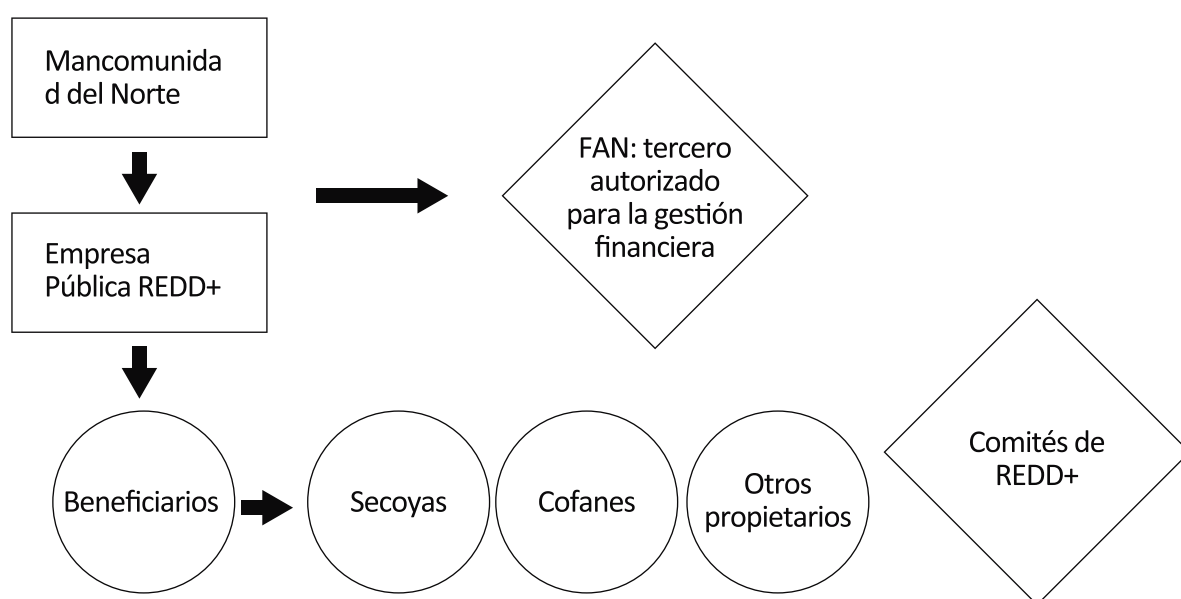 Mancomunida
d del Norte
FAN: tercero
autorizado
para la gestión
financiera
Empresa
Pública REDD+
Beneficiarios
Secoyas
Cofanes
Otros
propietarios
Comités de
REDD+